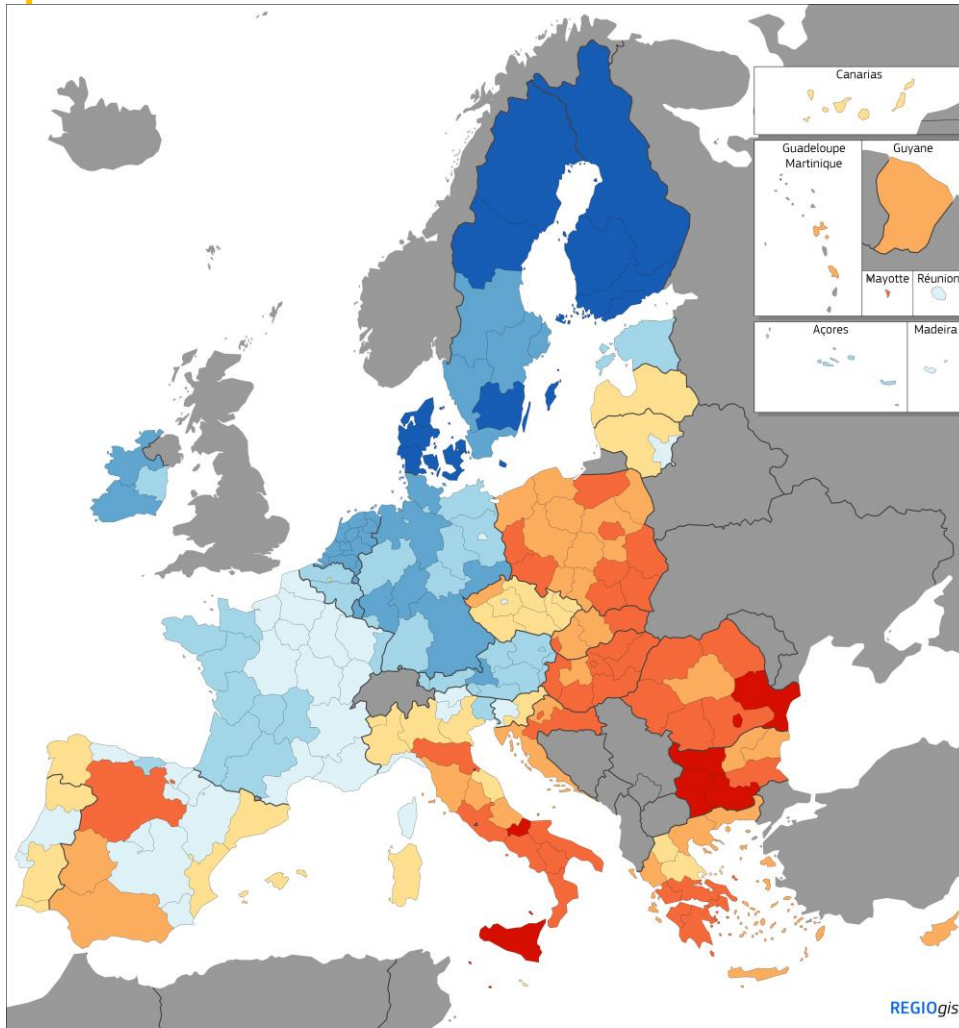 Canarias
Guadeloupe
Martinique
Guyane
Mayotte
Réunion
Açores
Madeira
REGIOgis